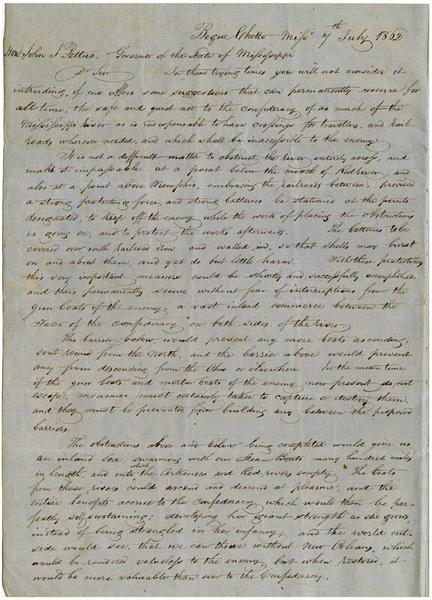 Bogue Chitto Missi 7th July 1862
Hon. John J. Pettus. Governor of the State of Mississippi
Dr Sir In these trying times you will not consider it
intruding, if one offers some suggestions that can permanently secure for
all time, the safe and quiet use to the confederacy of as much of the
Mississippi River as is indispensable to have crossings for travellers, and Rail-
roads wherever needed, and which shall be inaccessible to the enemy
It is not a difficult matter to obstruct the river entirely across, and
make it impassable at a point below the mouth of Red river, and
also at a point above Memphis, embracing the railroads between, provided
a strong protecting force, and strong batteries be stationed at the points
designated, to keep off the enemy while the work of placing the obstructions
is going on, and to protect the works afterwards. The batteries to be
covered over with railroad iron and walled in, so that shells may burst
on and about them, and yet do but little harm. With these protections
this very important measure could be shortly and successfully accomplished,
and thus permanently secure without fear of interruptions from the
gun boats of the enemy, a vast inland commerce between the
States of the Confederacy on both sides of the river
The barrier below would prevent any more boats ascending,
sent round from the North, and the barrier above would prevent
any from descending from the Ohio or elsewhere. In the mean time
if the gun boats and mortar boats of the enemy now present do not
escape, measures must certainly be taken to capture or destroy them,
and they must be prevented from building any between the proposed
barriers.
The obstructions above and below being completed would give us
an inland sea, swarming with our steam boats many hundred miles
in length, and into which the Arkansas and Red rivers empty. The boats
from those rivers could ascend and descend at pleasure, and the
entire benefits accrue to the Confederacy, which would then be per-
fectly self sustaining; developing her giant strength as she grows,
instead of being strangled in her infancy; and the world out-
side would see, that we can thrive without New Orleans, which
would be rendered valueless to the enemy, but when restored, it
would be more valuable than ever to the Confederacy.